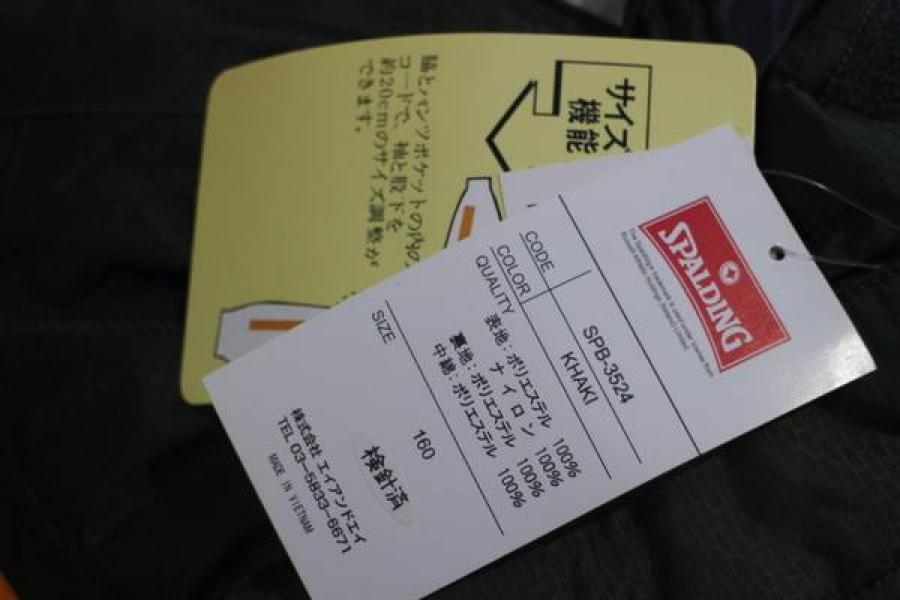 サイズ
機能
脇とパンツポケットの内の
コードで、袖と股下を
約20cmのサイズ調整が
できます。
SPALDING
CODE SPB-3524
COLOR KHAKI
QUALITY 表地:ポリエステル 100%
ナイロン 100%
裏地:ポリエステル 100%
中綿:ポリエステル 100%
SIZE 160
検針済
株式会社 エイアンドエイ
TEL 03-5833-6671
MADE IN VIETNAM